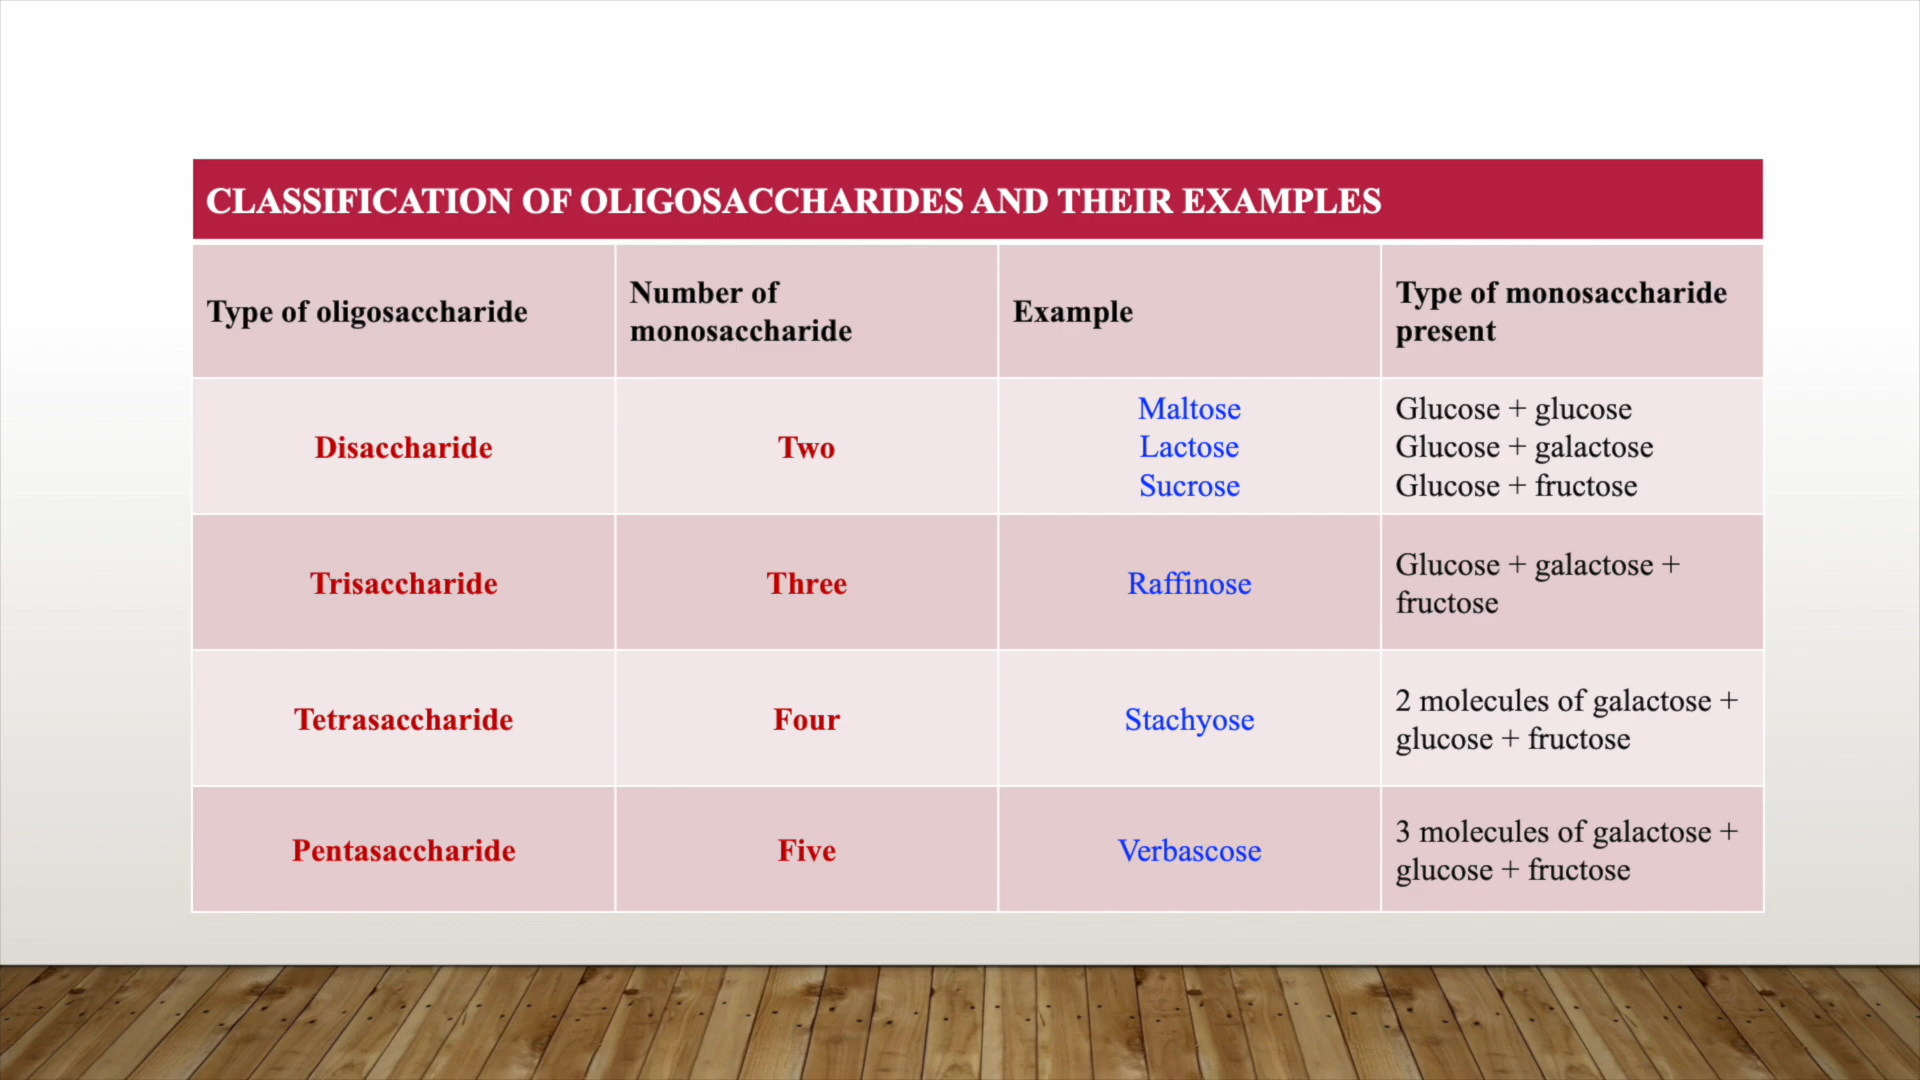 CLASSIFICATION OF OLIGOSACCHARIDES AND THEIR EXAMPLES
Type of oligosaccharide
Number of
monosaccharide
Example
Type of monosaccharide
present
Disaccharide
Two
Maltose
Lactose
Sucrose
Glucose + glucose
Glucose + galactose
Glucose + fructose
Trisaccharide
Three
Raffinose
Glucose + galactose +
fructose
Tetrasaccharide
Four
Stachyose
2 molecules of galactose +
glucose + fructose
Pentasaccharide
Five
Verbascose
3 molecules of galactose +
glucose + fructose